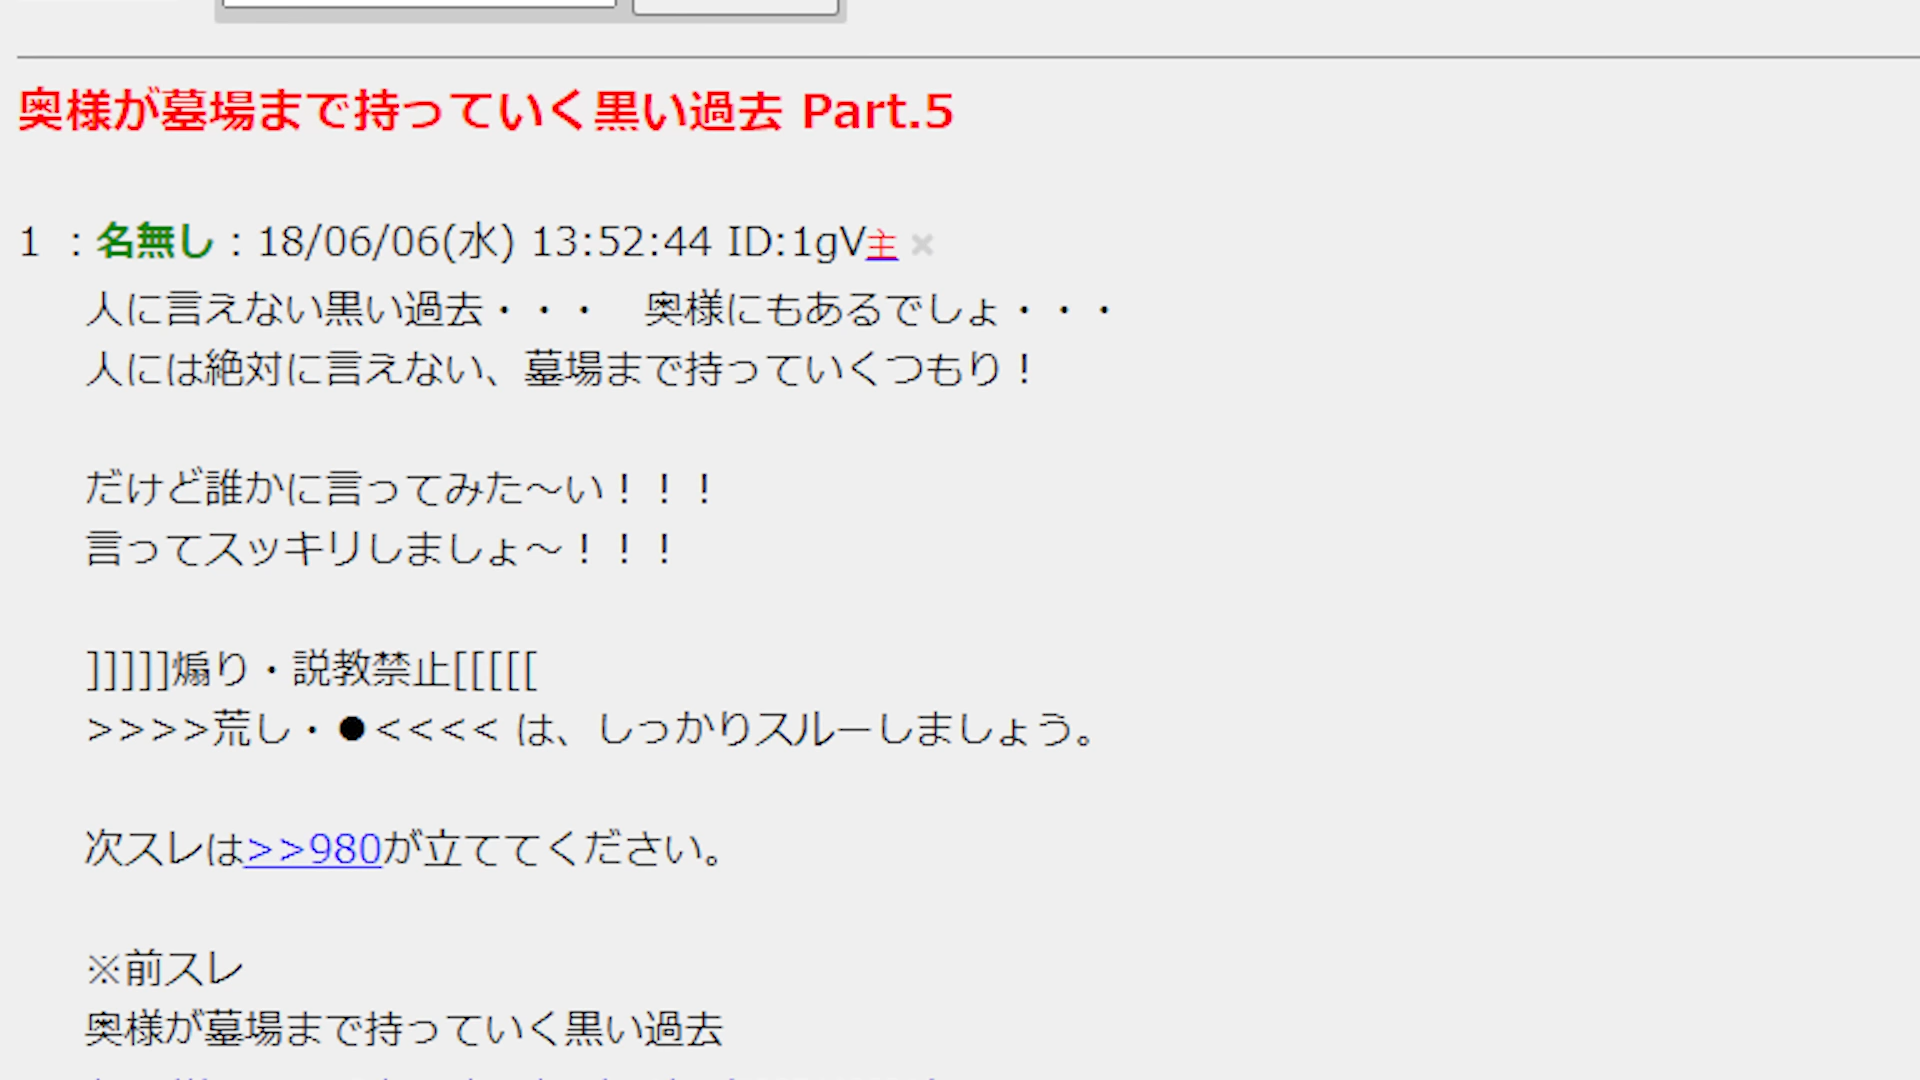 奥様が墓場まで持っていく黒い過去 Part.5
1 ：名無し：18/06/06(水) 13:52:44 ID:1gV主 ×
人に言えない黒い過去・・・　奥様にもあるでしょ・・・
人には絶対に言えない、墓場まで持っていくつもり！
だけど誰かに言ってみた～い！！！
言ってスッキリしましょ～！！！
]]]]]煽り・説教禁止[[[[[
>>>>荒し・●<<<< は、しっかりスルーしましょう。
次スレは>>980が立ててください。
※前スレ
奥様が墓場まで持っていく黒い過去